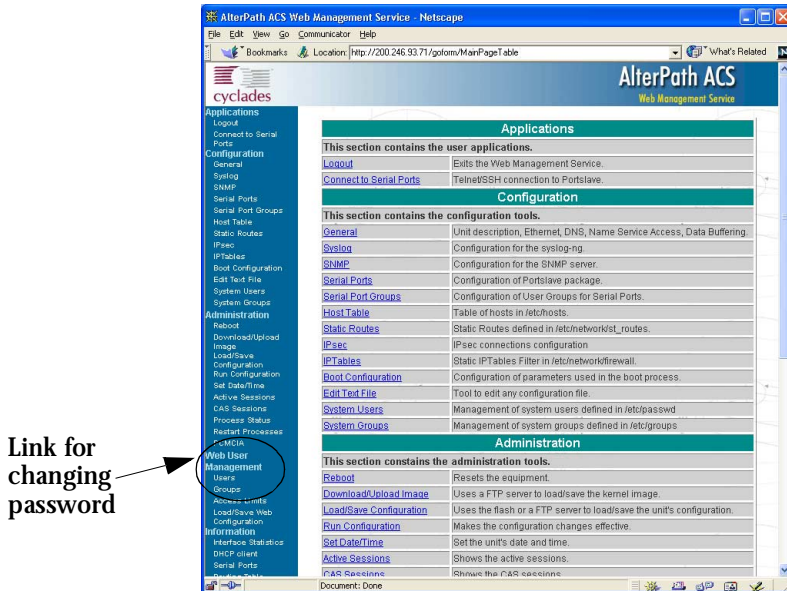 AlterPath ACS Web Management Service - Netscape
File Edit View Go Communicator Help
Bookmarks Location: http://200.246.93.71/goform/MainPageTable What's Related
cyclades
AlterPath ACS
Web Management Service
Applications
Logout
Connect to Serial
Ports
Configuration
General
Syslog
SNMP
Serial Ports
Serial Port Groups
Host Table
Static Routes
IPsec
IPTables
Boot Configuration
Edit Text File
System Users
System Groups
Administration
Reboot
Download/Upload
Image
Load/Save
Configuration
Run Configuration
Set Date/Time
Active Sessions
CAS Sessions
Process Status
Restart Processes
PCMCIA
Web User
Management
Users
Groups
Access Limits
Load/Save Web
Configuration
Information
Interface Statistics
DHCP client
Serial Ports
Routing Table
Link for
changing
password
Applications
This section contains the user applications.
Logout Exits the Web Management Service.
Connect to Serial Ports Telnet/SSH connection to Portslave.
Configuration
This section contains the configuration tools.
General Unit description, Ethernet, DNS, Name Service Access, Data Buffering.
Syslog Configuration for the syslog-ng.
SNMP Configuration for the SNMP server.
Serial Ports Configuration of Portslave package.
Serial Port Groups Configuration of User Groups for Serial Ports.
Host Table Table of hosts in /etc/hosts.
Static Routes Static Routes defined in /etc/network/st_routes.
IPsec IPsec connections configuration
IPTables Static IPTables Filter in /etc/network/firewall.
Boot Configuration Configuration of parameters used in the boot process.
Edit Text File Tool to edit any configuration file.
System Users Management of system users defined in /etc/passwd
System Groups Management of system groups defined in /etc/groups
Administration
This section constains the administration tools.
Reboot Resets the equipment.
Download/Upload Image Uses a FTP server to load/save the kernel image.
Load/Save Configuration Uses the flash or a FTP server to load/save the unit's configuration.
Run Configuration Makes the configuration changes effective.
Set Date/Time Set the unit's date and time.
Active Sessions Shows the active sessions.
CAS Sessions Shows the CAS sessions.
Document: Done